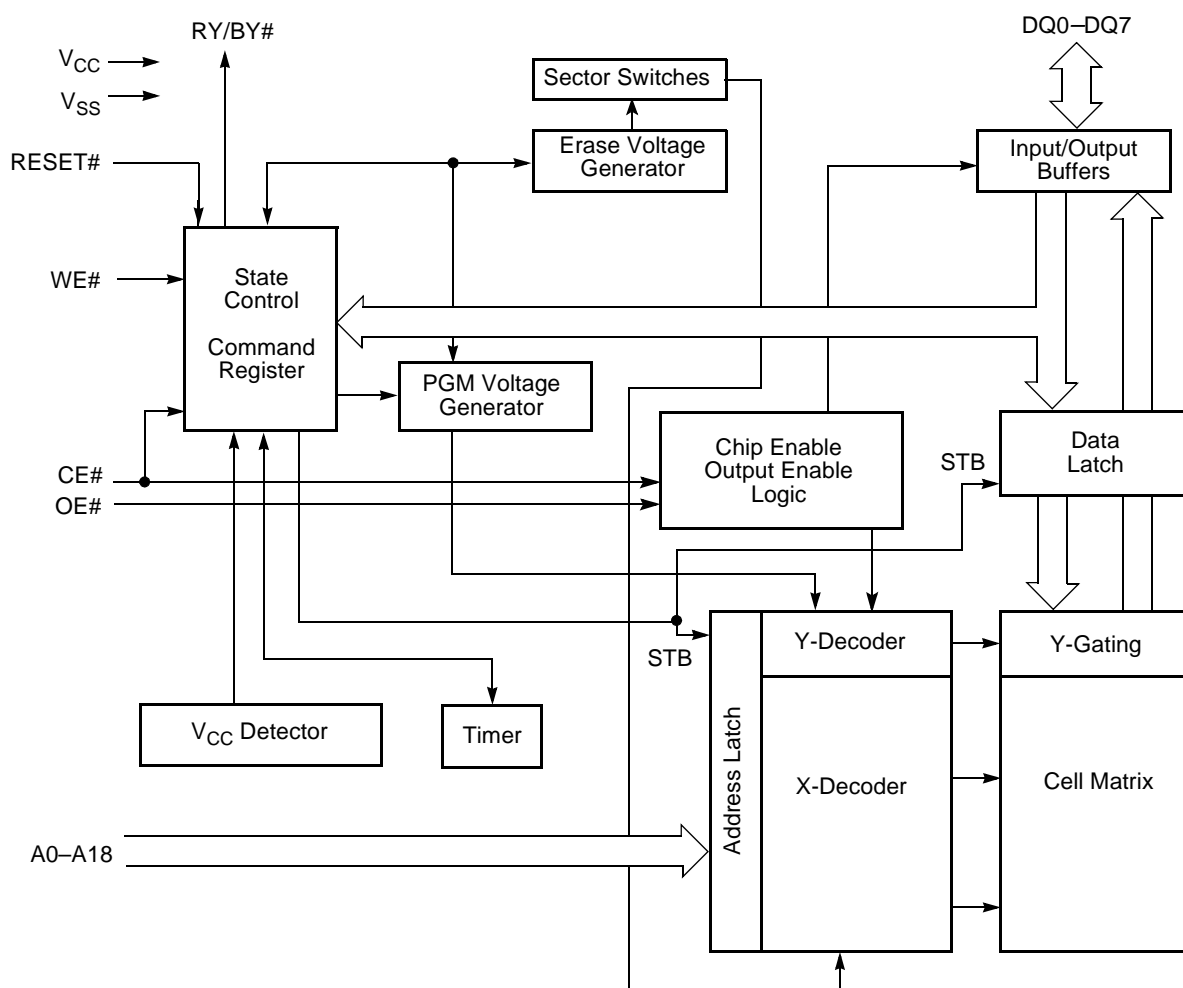 RY/BY#
DQ0–DQ7
VCC
VSS
Sector Switches
RESET#
Erase Voltage
Generator
Input/Output
Buffers
WE#
State
Control
Command
Register
PGM Voltage
Generator
Chip Enable
Output Enable
Logic
STB
Data
Latch
CE#
OE#
STB
Y-Decoder
Y-Gating
VCC Detector
Timer
Address Latch
X-Decoder
Cell Matrix
A0–A18